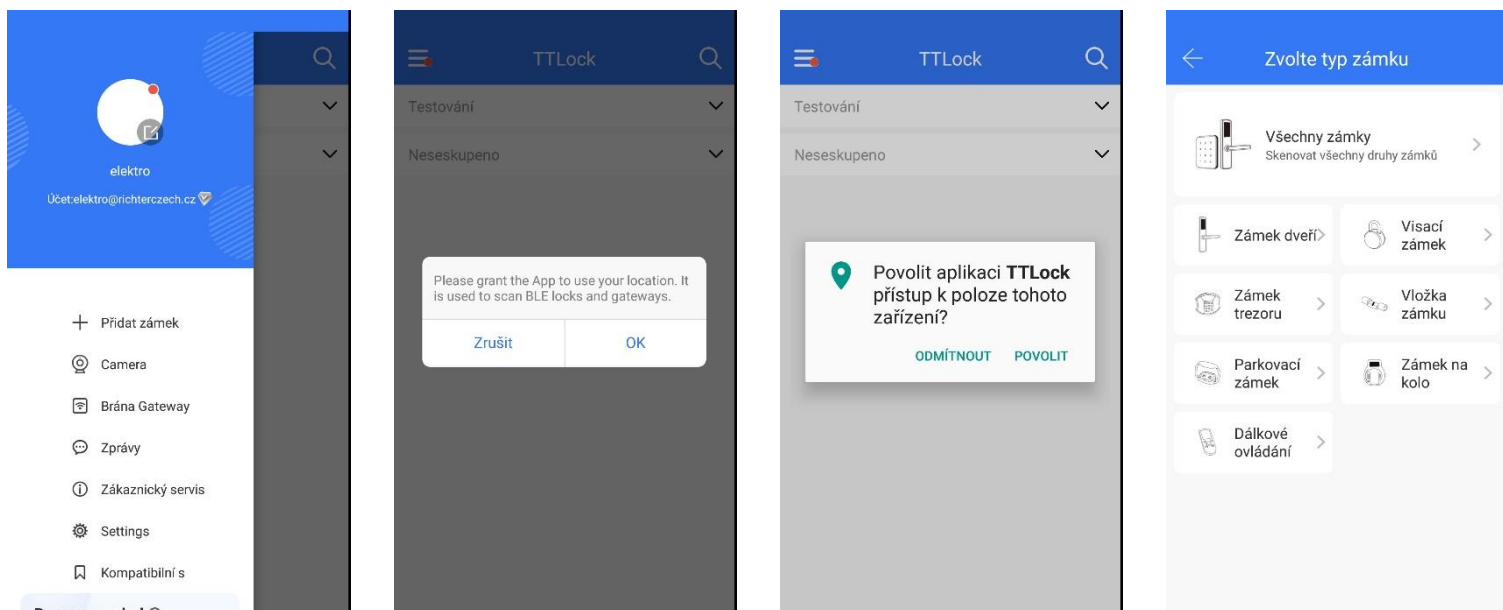 elektro
Účet:elektro@richterczech.cz
Přidat zámek
Camera
Brána Gateway
Zprávy
Zákaznický servis
Settings
Kompatibilní s
TTLock
Testování
Neseskupeno
Please grant the App to use your location. It
is used to scan BLE locks and gateways.
Zrušit
OK
TTLock
Testování
Neseskupeno
Povolit aplikaci TTLock
přístup k poloze tohoto
zařízení?
ODMÍTNOUT
POVOLIT
Zvolte typ zámku
Všechny zámky
Skenovat všechny druhy zámků
Zámek dveří
Visací
zámek
Zámek
trezoru
Vložka
zámku
Parkovací
zámek
Zámek na
kolo
Dálkové
ovládání